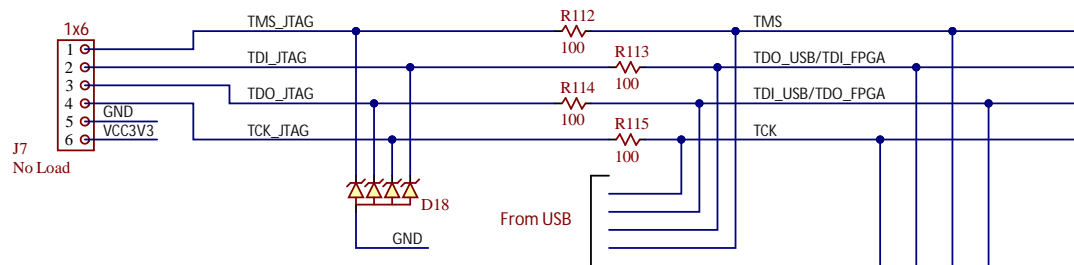 1x6
1
2
3
4
5
6
J7
No Load
TMS_JTAG
TDI_JTAG
TDO_JTAG
TCK_JTAG
GND
VCC3V3
R112
100
R113
100
R114
100
R115
100
TMS
TDO_USB/TDI_FPGA
TDI_USB/TDO_FPGA
TCK
D18
GND
From USB